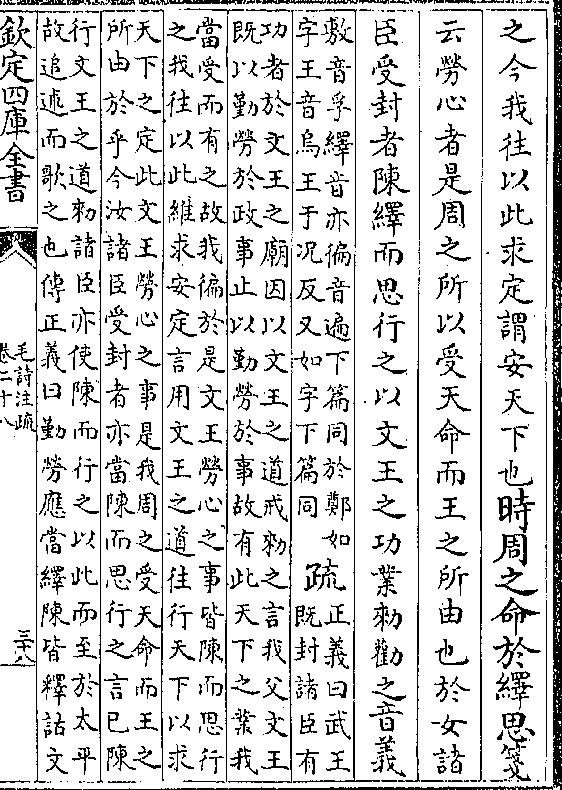 之今我往以此求定謂安天下也時周之命於繹思箋
云勞心者是周之所以受天命而王之所由也於女諸
臣受封者陳繹而思行之以文王之功業勑勸之音義
敷音孚繹音亦徧音遍下篇同於鄭如
字王音烏王于况反又如字下篇同
疏
正義曰武王
既封諸臣有
功者於文王之廟因以文王之道戒勑之言我父文王
既以勤勞於政事止以勤勞於事故有此天下之業我
當受而有之故我徧於是文王勞心之事皆陳而思行
之我往以此維求安定言用文王之道往行天下以求
天下之定此文王勞心之事是我周之受天命而王之
所由於乎今汝諸臣受封者亦當陳而思行之言已陳
行文王之道勑諸臣亦使陳而行之以此而至於太平
故追述而歌之也傳正義曰勤勞應當繹陳皆釋詁文
欽定四庫全書
毛詩注疏
卷二十八
三十八